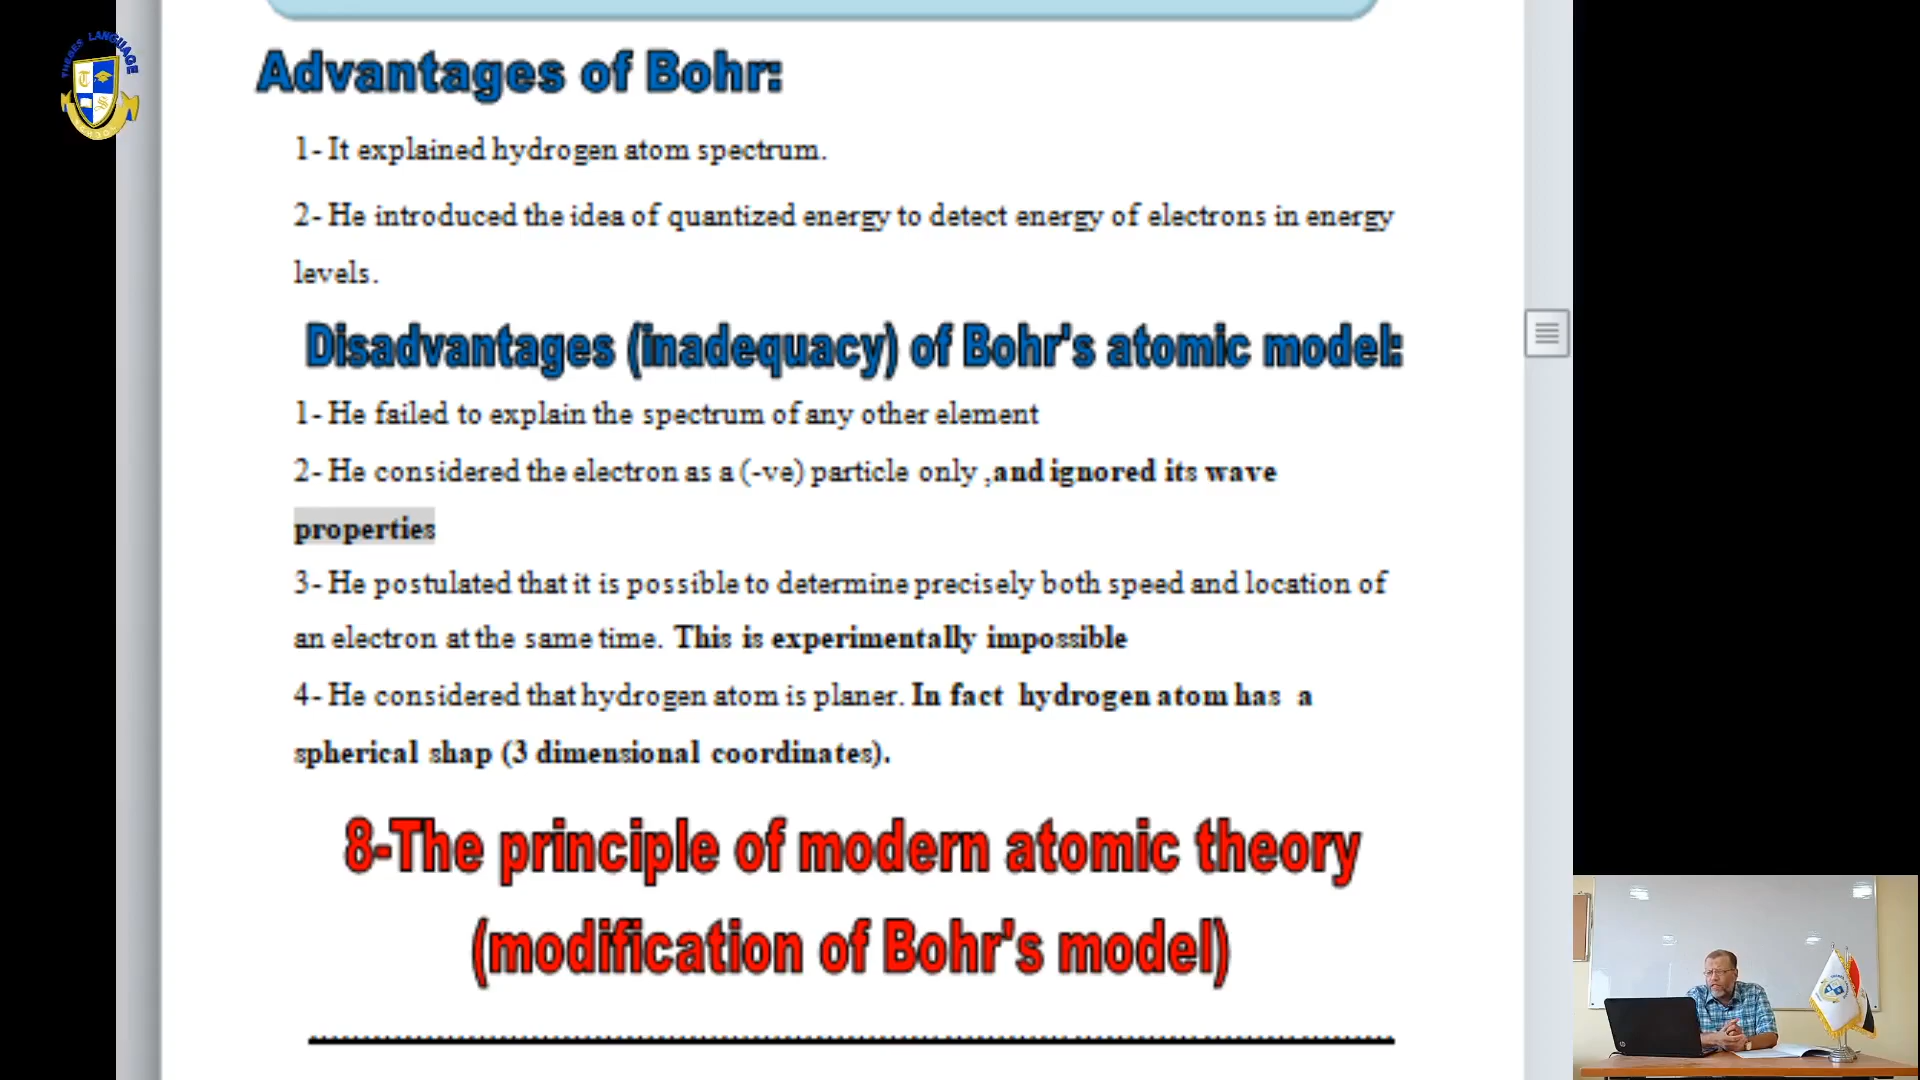 THEBES LANGUAGE
SCHOOL
Advantages of Bohr:
1- It explained hydrogen atom spectrum.
2- He introduced the idea of quantized energy to detect energy of electrons in energy
levels.
Disadvantages (inadequacy) of Bohr's atomic model:
1- He failed to explain the spectrum of any other element
2- He considered the electron as a (-ve) particle only ,and ignored its wave
properties
3- He postulated that it is possible to determine precisely both speed and location of
an electron at the same time. This is experimentally impossible
4- He considered that hydrogen atom is planer. In fact hydrogen atom has a
spherical shap (3 dimensional coordinates).
8-The principle of modern atomic theory
(modification of Bohr's model)